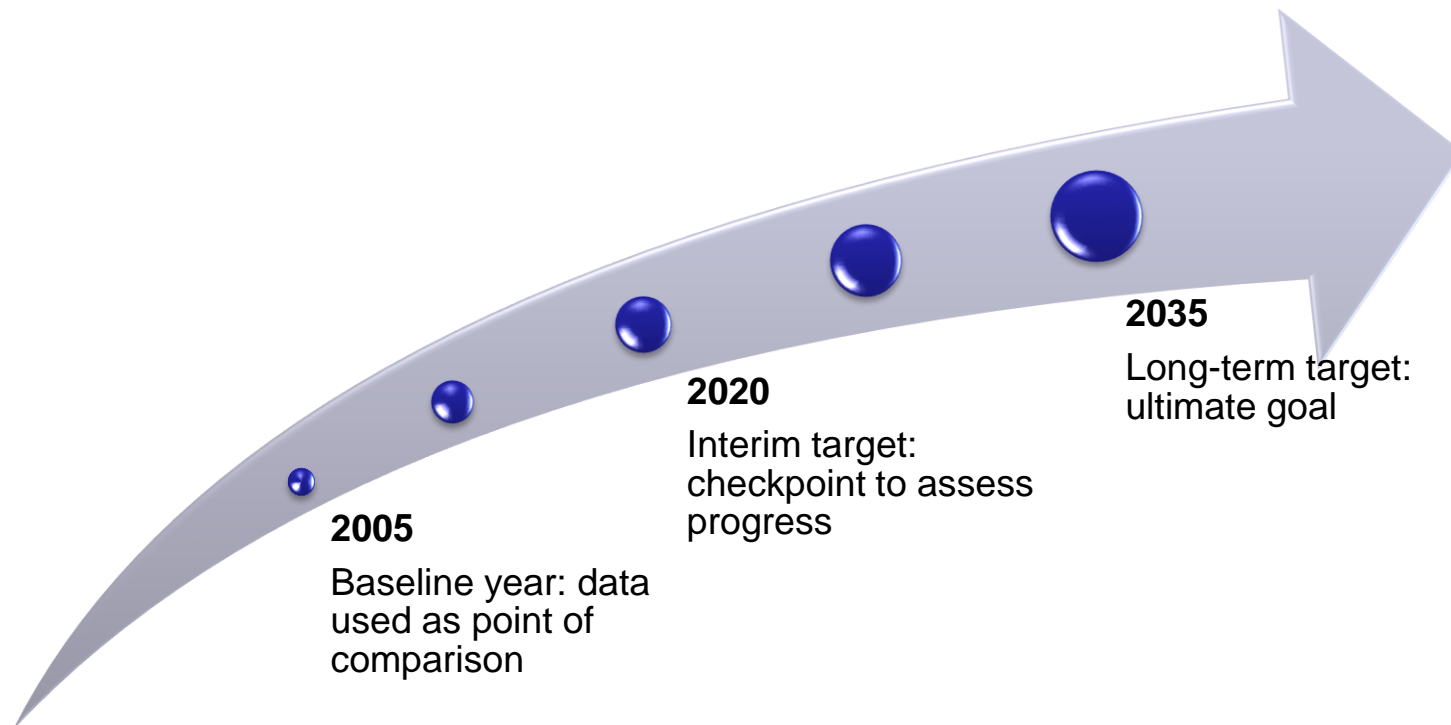 2005
Baseline year: data
used as point of
comparison
2020
Interim target:
checkpoint to assess
progress
2035
Long-term target:
ultimate goal